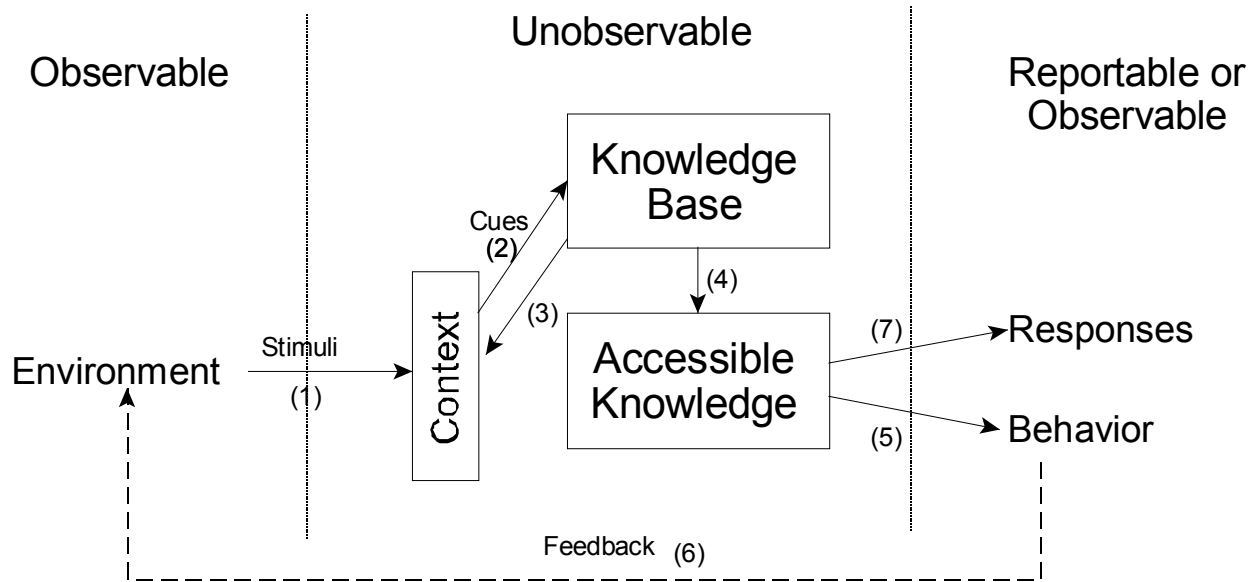 Unobservable
Observable
Reportable or
Observable
Knowledge
Base
Cues
(2)
(3)
(4)
Context
Stimuli
(1)
Environment
Accessible
Knowledge
(7)
Responses
(5)
Behavior
Feedback (6)